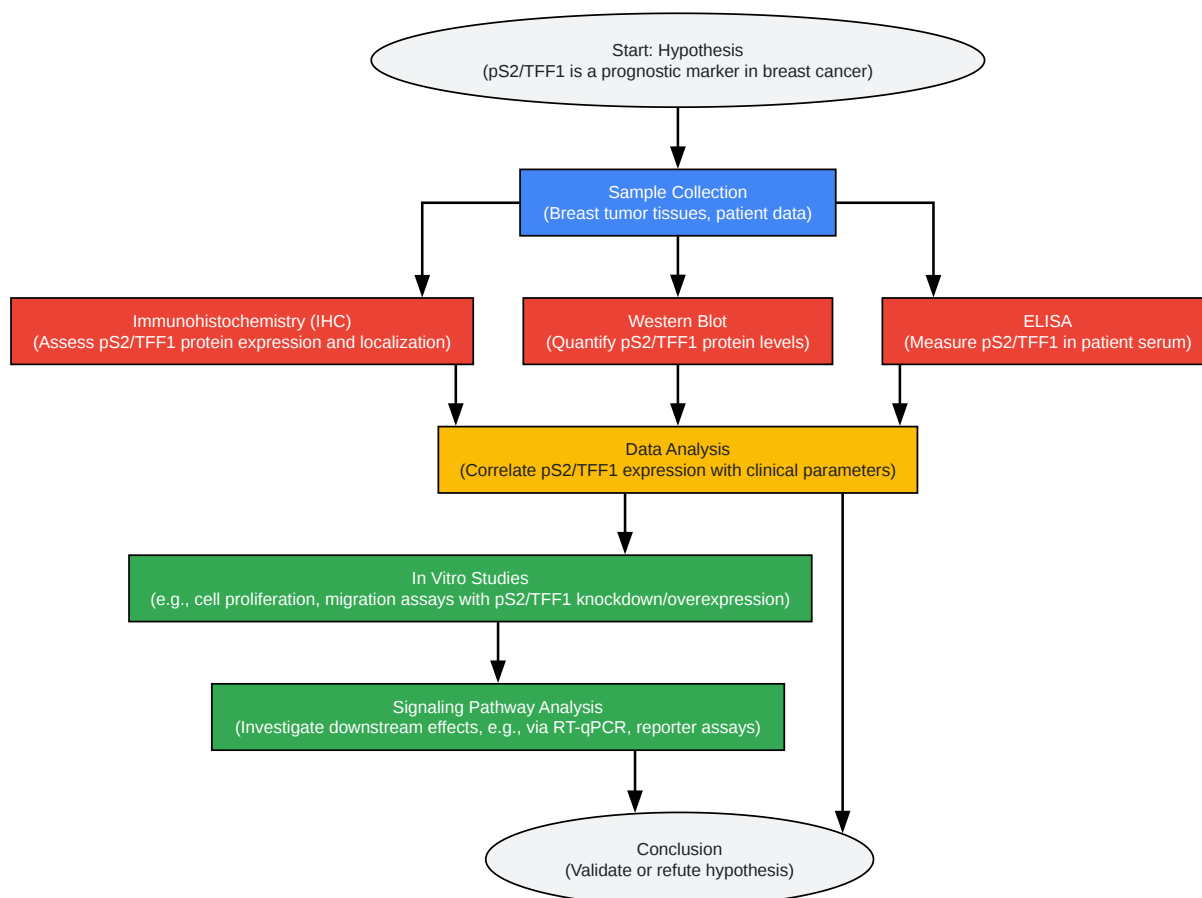 Start: Hypothesis
(pS2/TFF1 is a prognostic marker in breast cancer)
Sample Collection
(Breast tumor tissues, patient data)
Immunohistochemistry (IHC)
(Assess pS2/TFF1 protein expression and localization)
Western Blot
(Quantify pS2/TFF1 protein levels)
ELISA
(Measure pS2/TFF1 in patient serum)
Data Analysis
(Correlate pS2/TFF1 expression with clinical parameters)
In Vitro Studies
(e.g., cell proliferation, migration assays with pS2/TFF1 knockdown/overexpression)
Signaling Pathway Analysis
(Investigate downstream effects, e.g., via RT-qPCR, reporter assays)
Conclusion
(Validate or refute hypothesis)